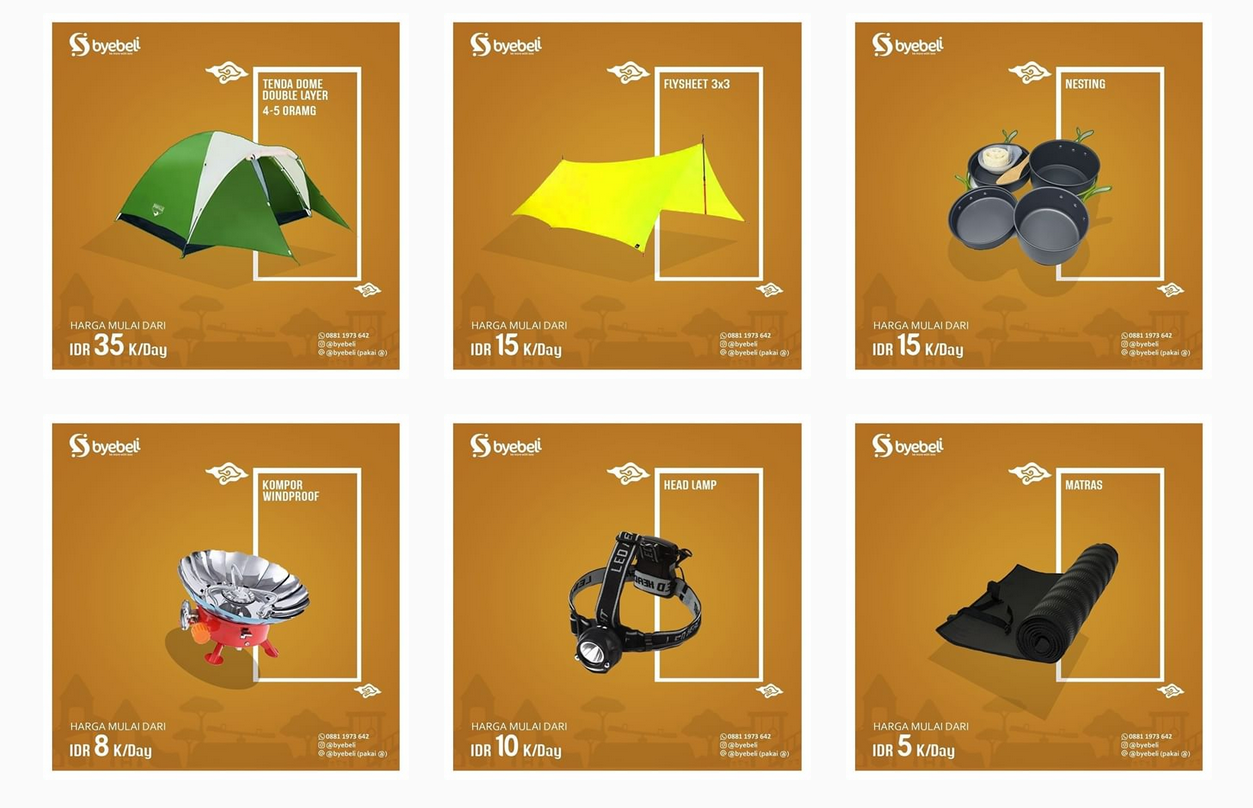 byebeli
TENDA DOME
DOUBLE LAYER
4-5 ORAMG
HARGA MULAI DARI
IDR 35 K/Day
0881 1973 642
@byebeli
@byebeli (pakai @)
byebeli
FLYSHEET 3x3
HARGA MULAI DARI
IDR 15 K/Day
0881 1973 642
@byebeli
@byebeli (pakai @)
byebeli
NESTING
HARGA MULAI DARI
IDR 15 K/Day
0881 1973 642
@byebeli
@byebeli (pakai @)
byebeli
KOMPOR
WINDPROOF
HARGA MULAI DARI
IDR 8 K/Day
0881 1973 642
@byebeli
@byebeli (pakai @)
byebeli
HEAD LAMP
LED
HARGA MULAI DARI
IDR 10 K/Day
0881 1973 642
@byebeli
@byebeli (pakai @)
byebeli
MATRAS
HARGA MULAI DARI
IDR 5 K/Day
0881 1973 642
@byebeli
@byebeli (pakai @)